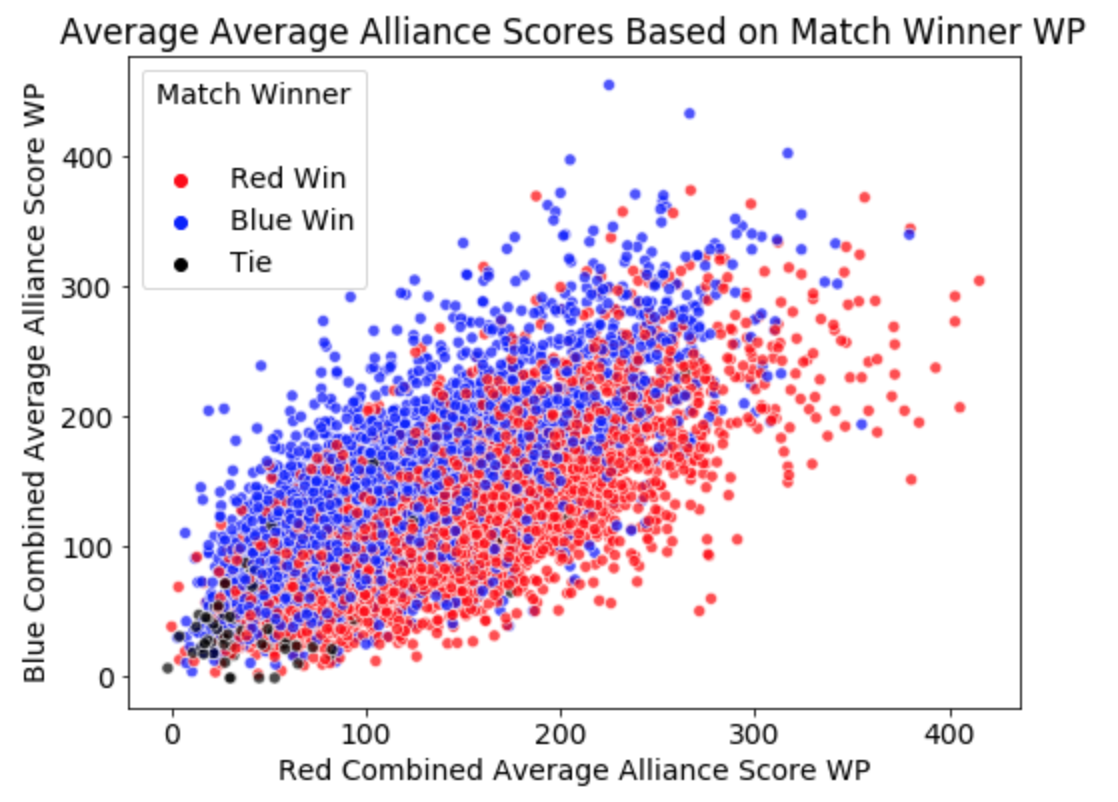 Average Average Alliance Scores Based on Match Winner WP
Match Winner
Red Win
Blue Win
Tie
Blue Combined Average Alliance Score WP
400
300
200
100
0
0 100 200 300 400
Red Combined Average Alliance Score WP